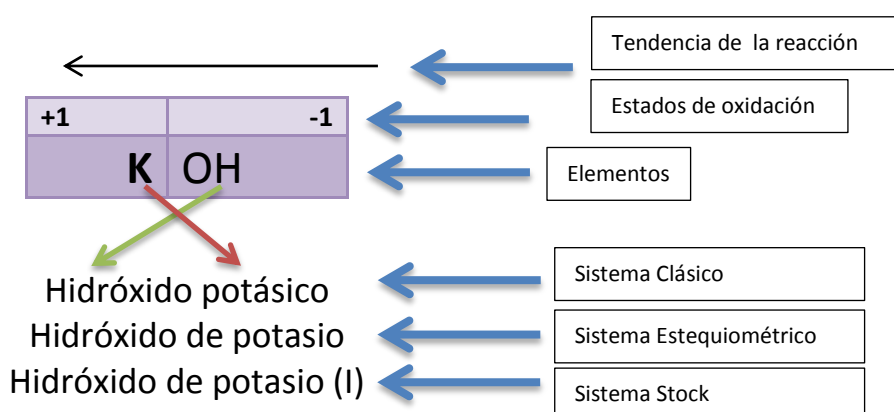 Tendencia de la reacción
Estados de oxidación
+1 -1
K OH
Elementos
Hidróxido potásico
Sistema Clásico
Hidróxido de potasio
Sistema Estequiométrico
Hidróxido de potasio (I)
Sistema Stock